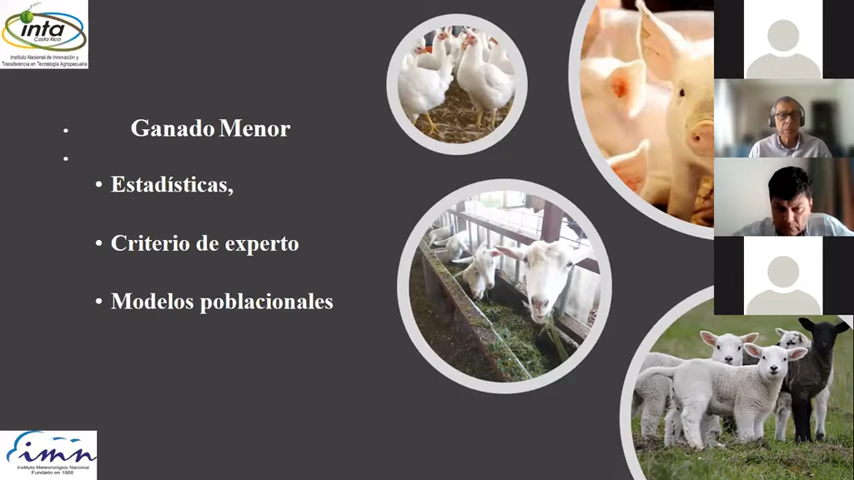 inta
Costa Rica
Instituto Nacional de Innovación y
Transferencia en Tecnología Agropecuaria
Ganado Menor
• Estadísticas,
• Criterio de experto
• Modelos poblacionales
imn
Instituto Meteorológico Nacional
Fundado en 1888